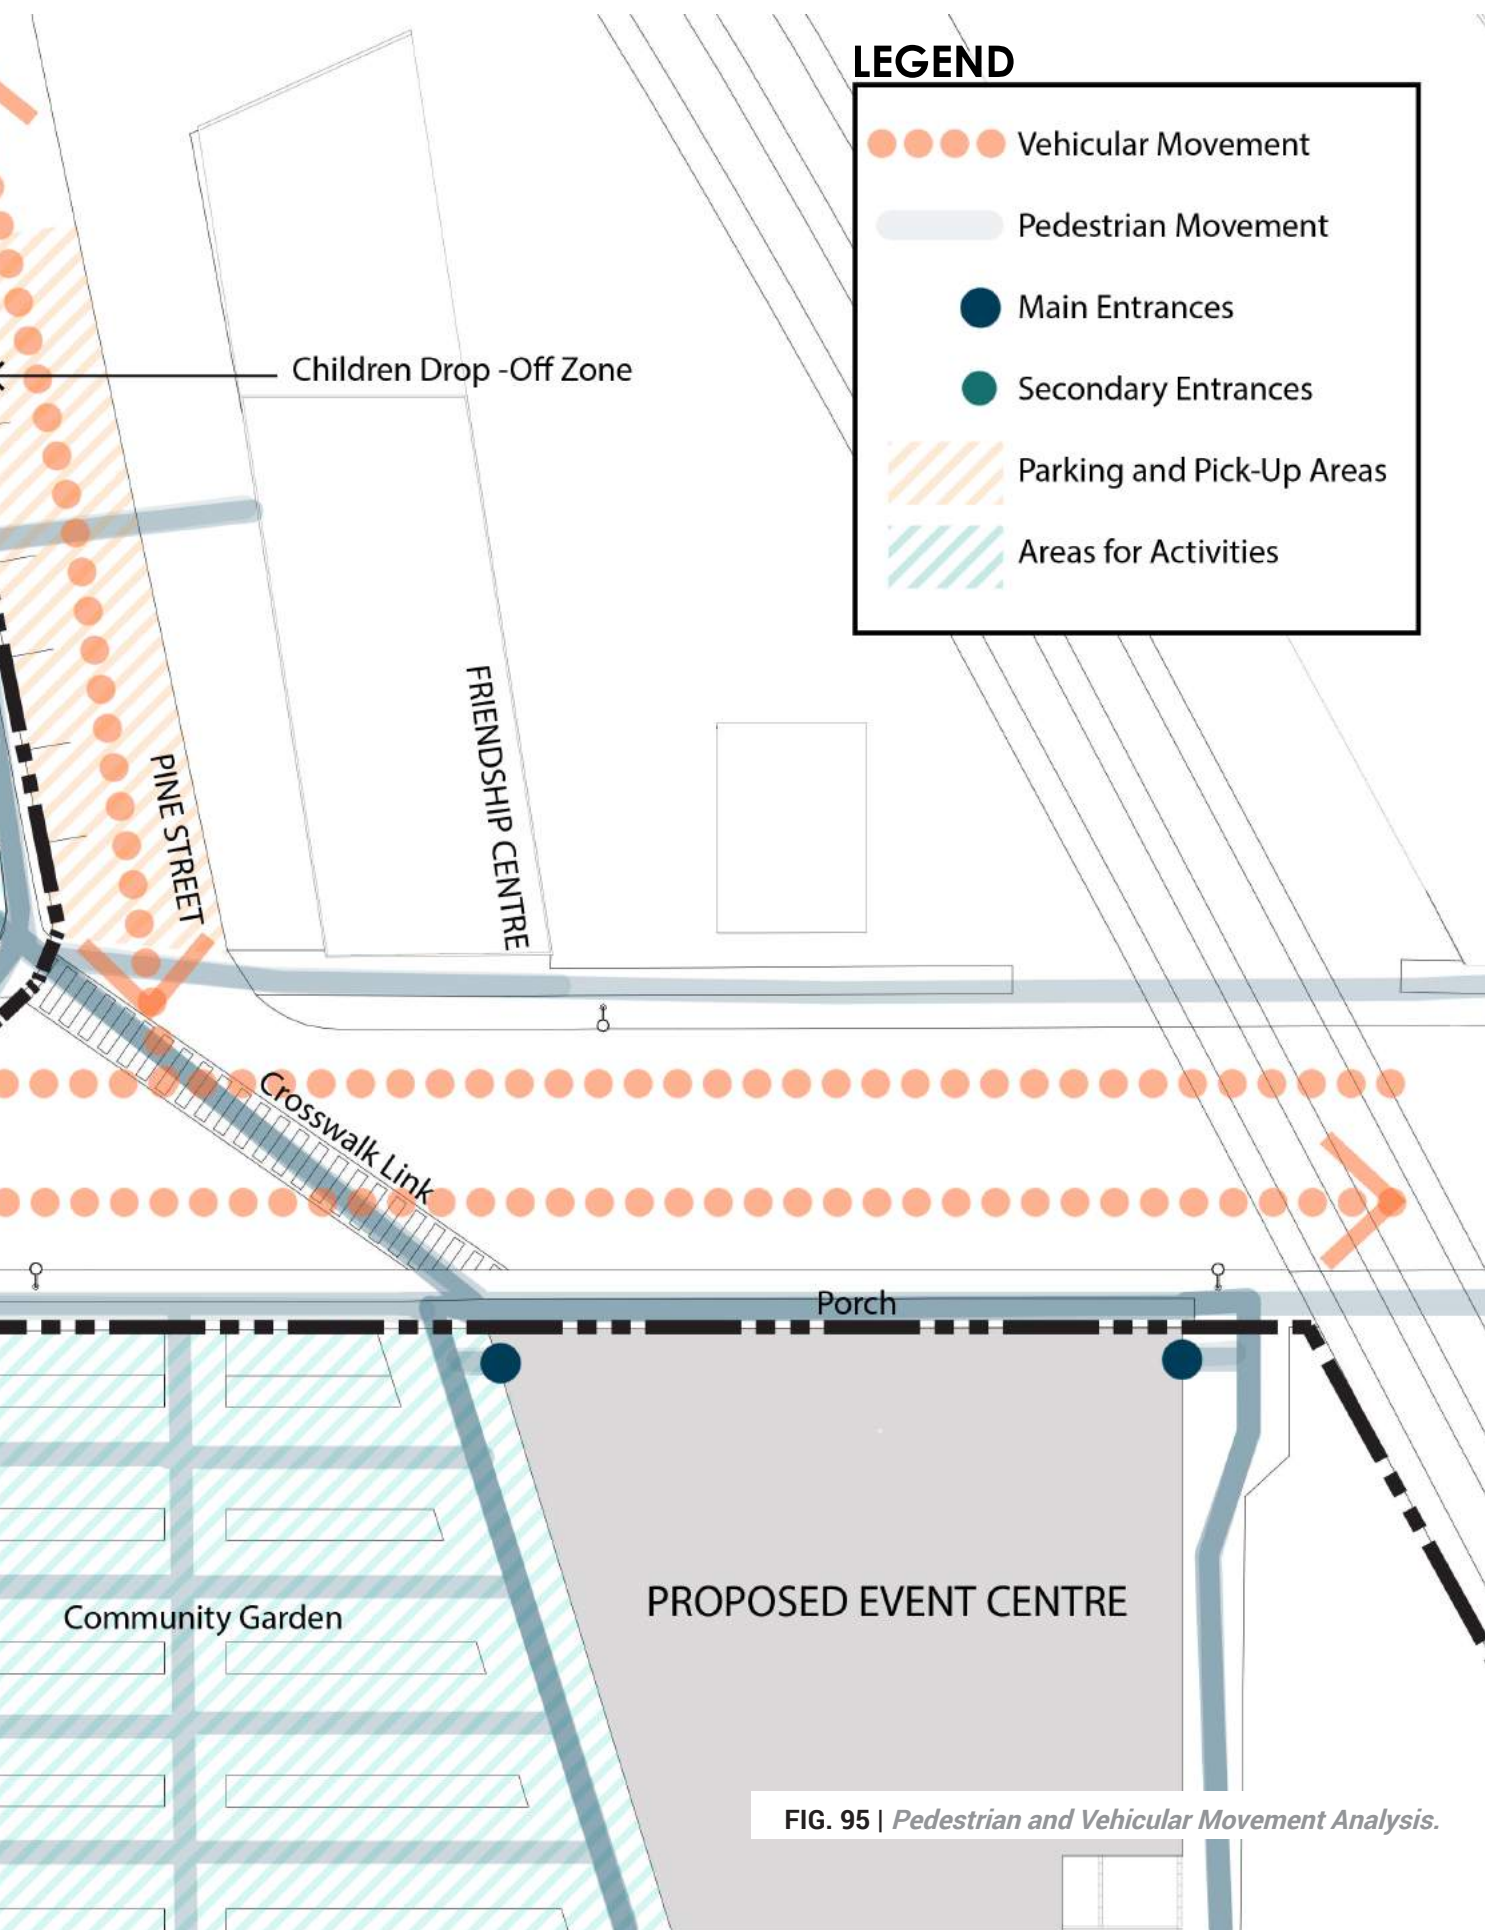 LEGEND
Vehicular Movement
Pedestrian Movement
Main Entrances
Secondary Entrances
Parking and Pick-Up Areas
Areas for Activities
Children Drop -Off Zone
FRIENDSHIP CENTRE
PINE STREET
Crosswalk Link
Porch
PROPOSED EVENT CENTRE
Community Garden
FIG. 95 | Pedestrian and Vehicular Movement Analysis.